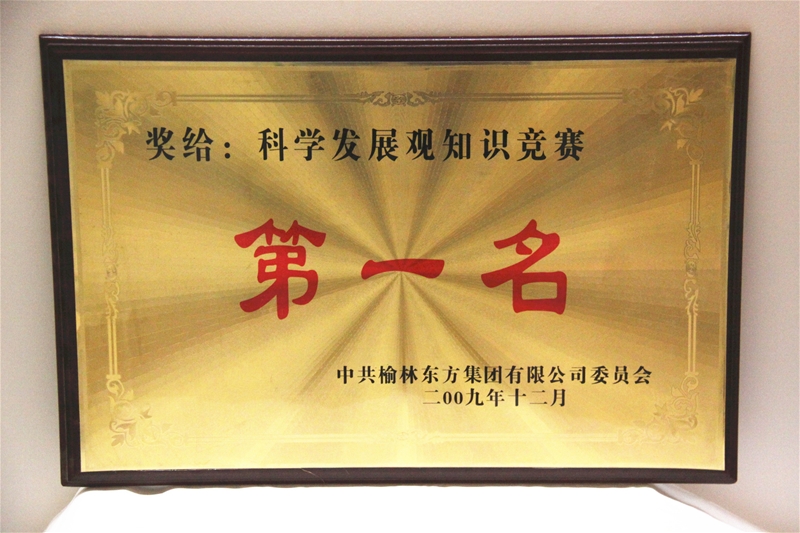 奖给：科学发展观知识竞赛
第一名
中共榆林东方集团有限公司委员会
二00九年十二月